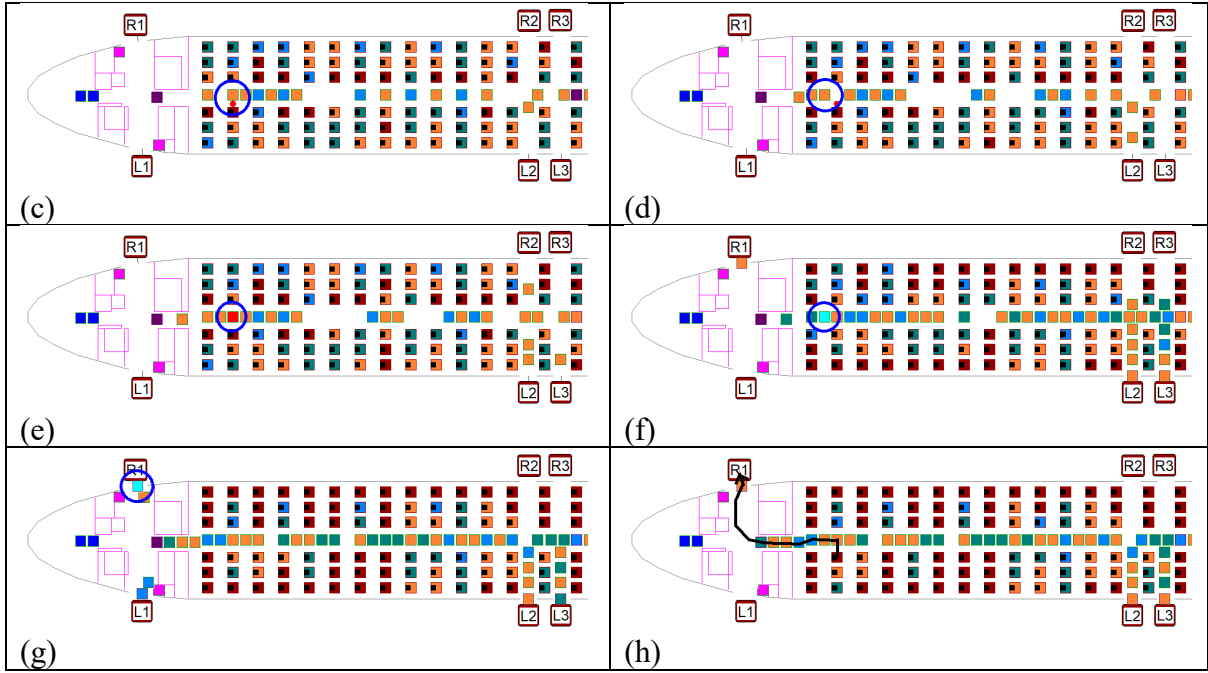 R1 R2 R3
L1 L2 L3
(c)
R1 R2 R3
L1 L2 L3
(d)
R1 R2 R3
L1 L2 L3
(e)
R1 R2 R3
L1 L2 L3
(f)
R1 R2 R3
L1 L2 L3
(g)
R1 R2 R3
L1 L2 L3
(h)